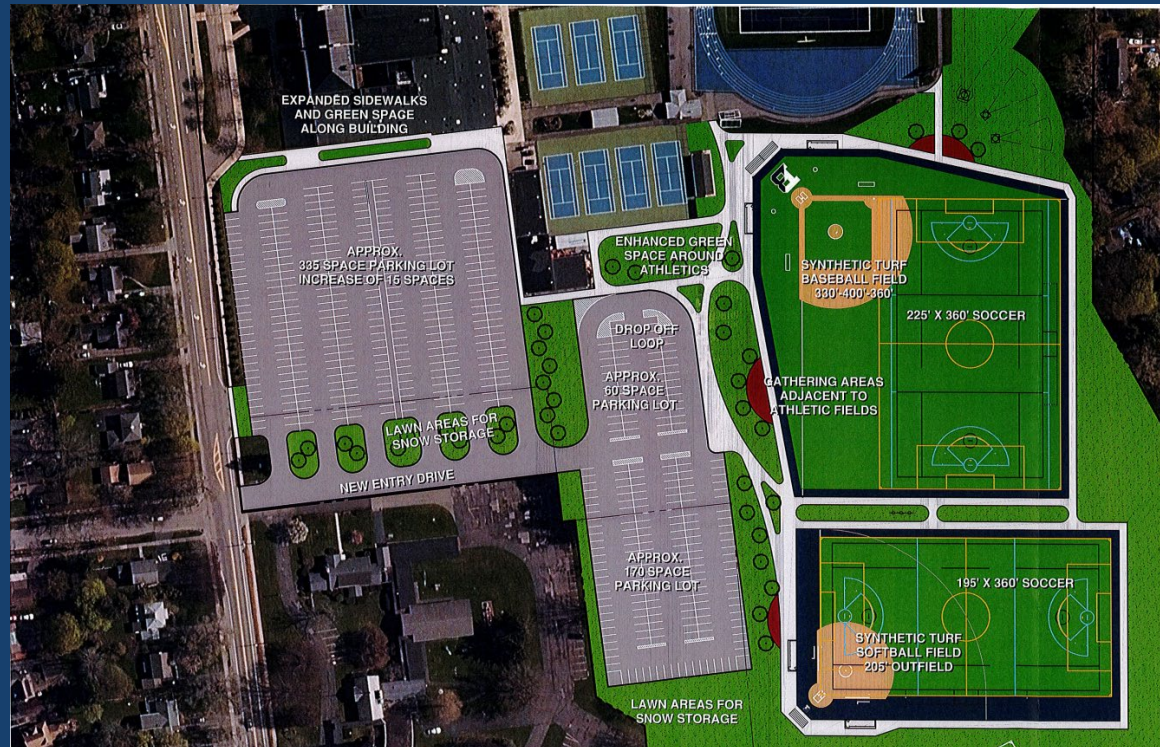 EXPANDED SIDEWALKS
AND GREEN SPACE
ALONG BUILDING
APPROX.
335 SPACE PARKING LOT
INCREASE OF 15 SPACES
ENHANCED GREEN
SPACE AROUND
ATHLETICS
SYNTHETIC TURF
BASEBALL FIELD
330'-400'-360'
225' X 360' SOCCER
DROP OFF
LOOP
APPROX.
60 SPACE
PARKING LOT
GATHERING AREAS
ADJACENT TO
ATHLETIC FIELDS
LAWN AREAS FOR
SNOW STORAGE
NEW ENTRY DRIVE
APPROX.
170 SPACE
PARKING LOT
195' X 360' SOCCER
SYNTHETIC TURF
SOFTBALL FIELD
205' OUTFIELD
LAWN AREAS FOR
SNOW STORAGE